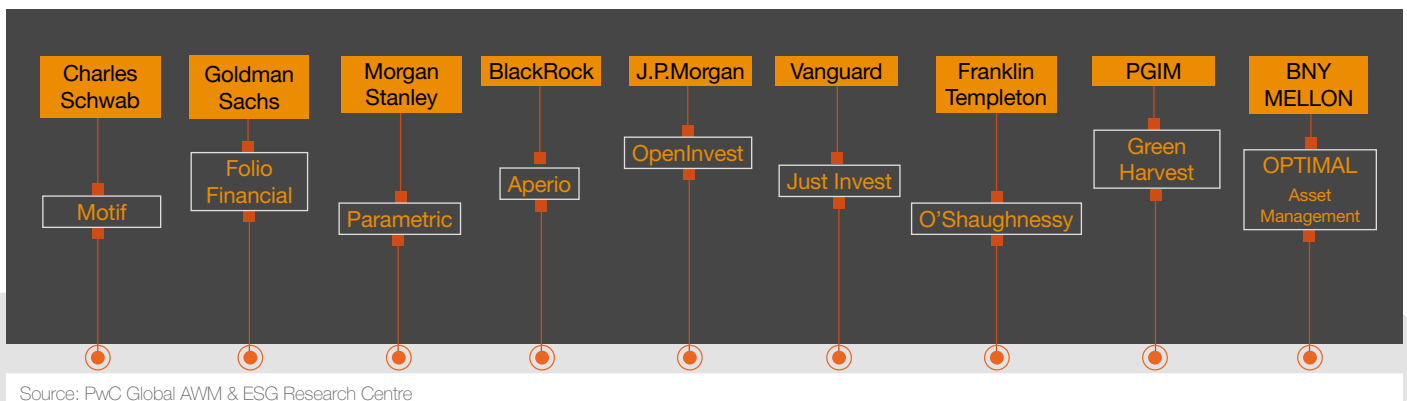 Charles
Schwab
Goldman
Sachs
Morgan
Stanley
BlackRock
J.P.Morgan
Vanguard
Franklin
Templeton
PGIM
BNY
MELLON
Motif
Folio
Financial
Parametric
Aperio
OpenInvest
Just Invest
O'Shaughnessy
Green
Harvest
OPTIMAL
Asset
Management
Source: PwC Global AWM & ESG Research Centre